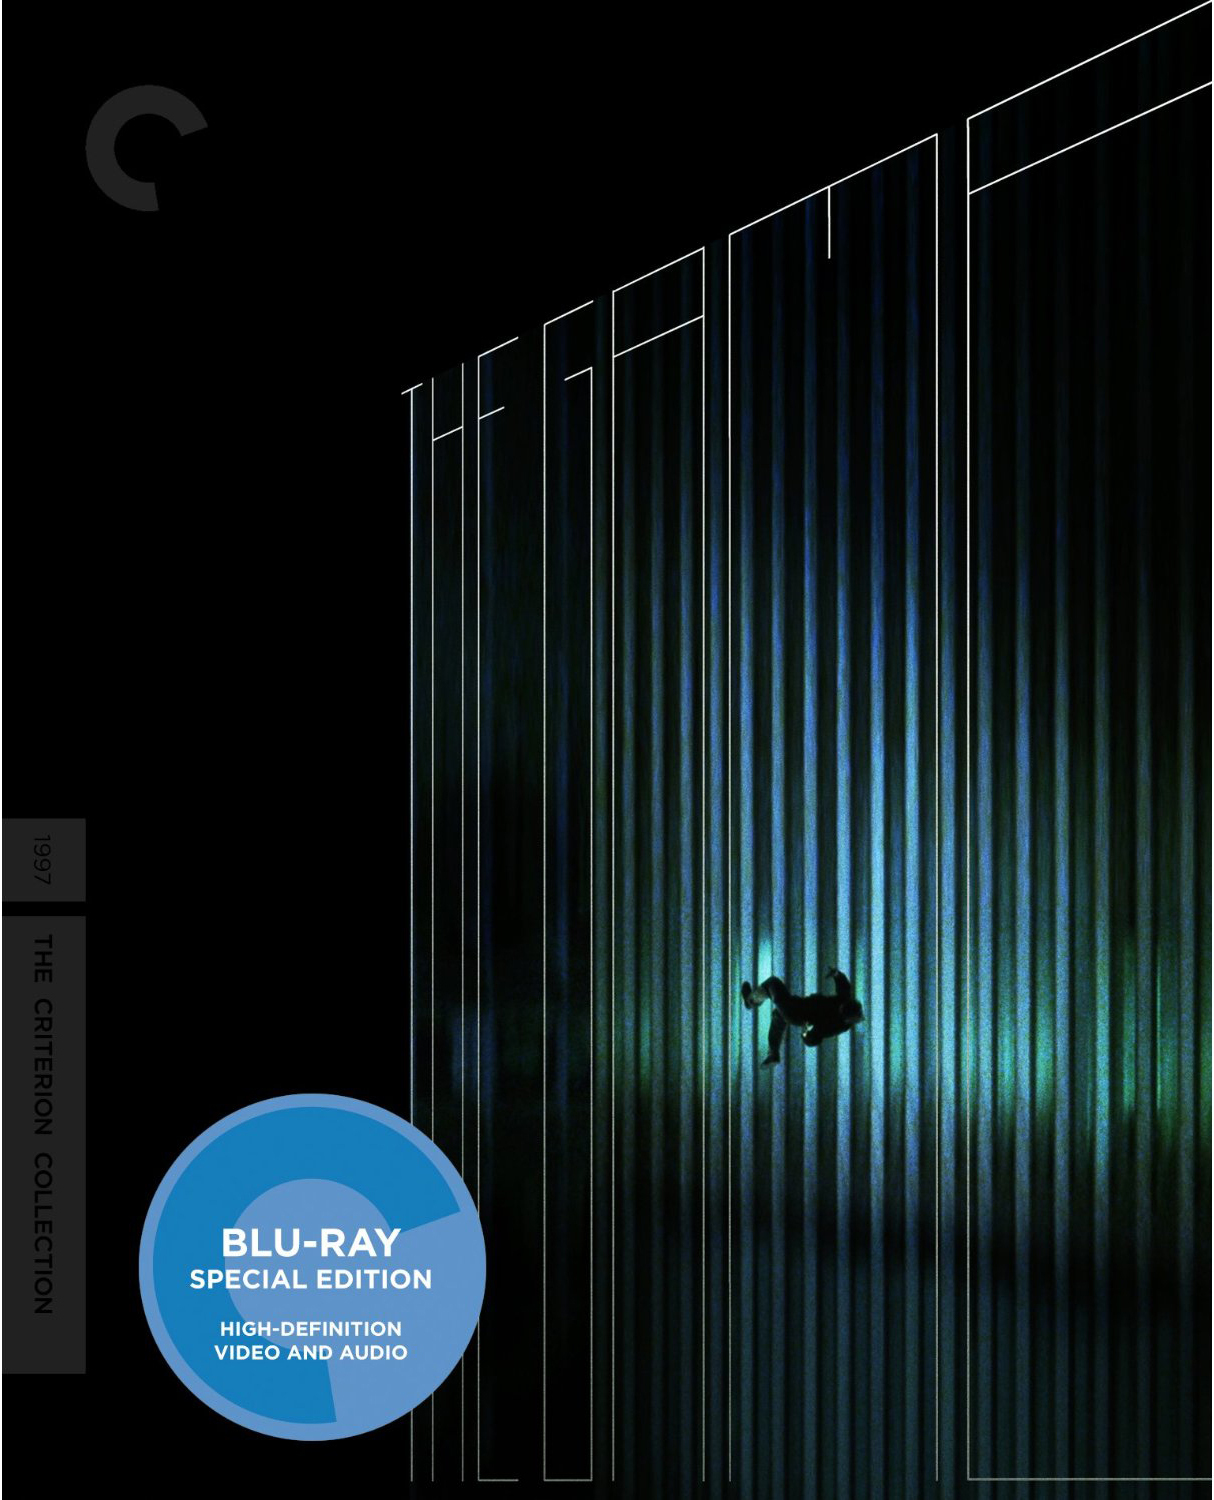 THE GAME
1997
THE CRITERION COLLECTION
BLU-RAY
SPECIAL EDITION
HIGH-DEFINITION
VIDEO AND AUDIO